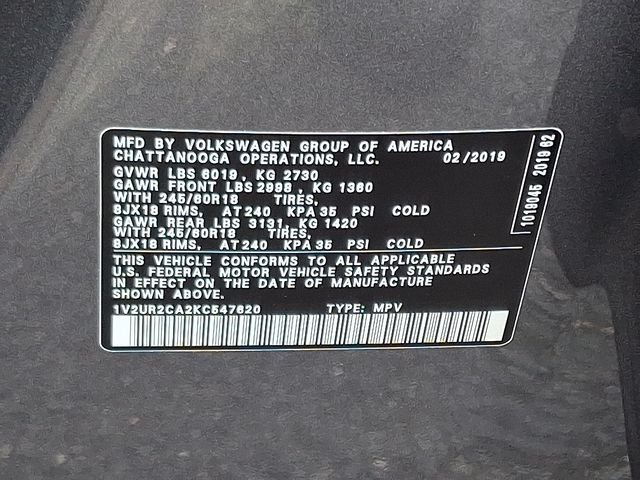 MFD BY VOLKSWAGEN GROUP OF AMERICA
CHATTANOOGA OPERATIONS, LLC. 02/2019
GVWR LBS 6019 , KG 2730
GAWR FRONT LBS 2998 , KG 1360
WITH 245/60R18 TIRES,
8JX18 RIMS, AT 240 KPA 35 PSI COLD
GAWR REAR LBS 3131 , KG 1420
WITH 245/60R18 TIRES,
8JX18 RIMS, AT 240 KPA 35 PSI COLD
THIS VEHICLE CONFORMS TO ALL APPLICABLE
U.S. FEDERAL MOTOR VEHICLE SAFETY STANDARDS
IN EFFECT ON THE DATE OF MANUFACTURE
SHOWN ABOVE.
1V2UR2CA2KC547620 TYPE: MPV
1019045 2019 62